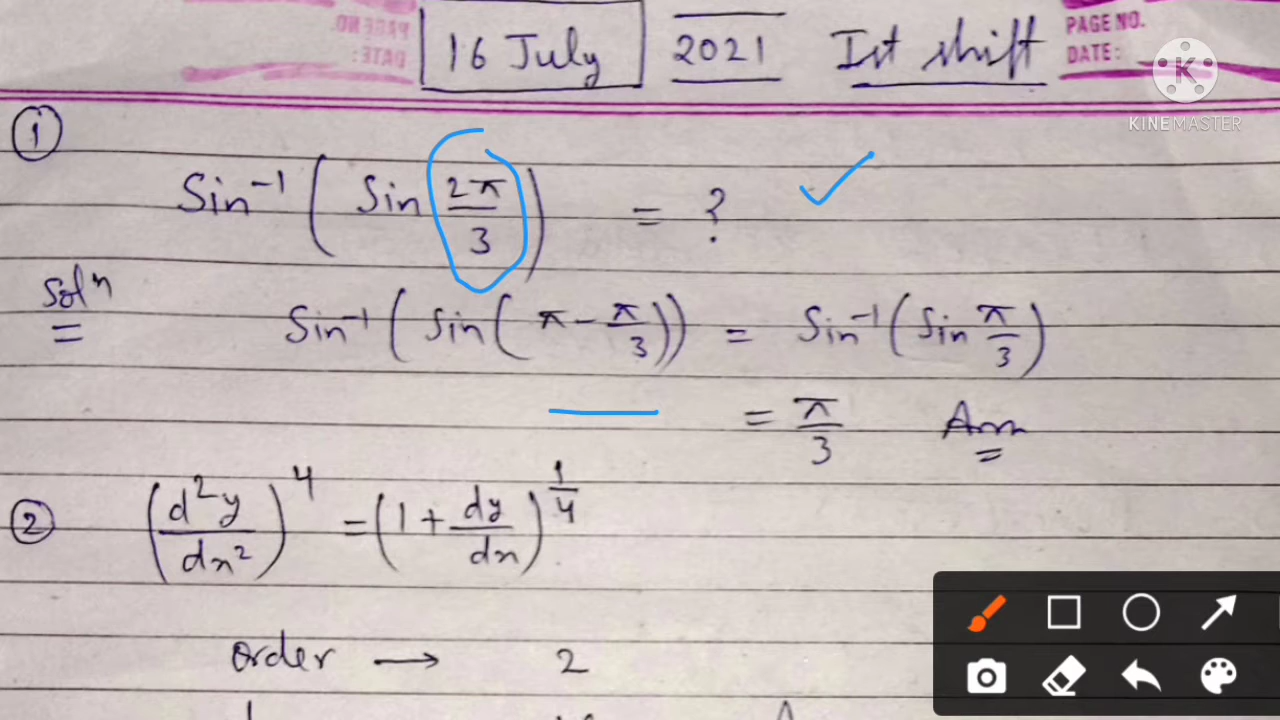 PAGE NO.
DATE:
16 July 2021 Ist shift
PAGE NO.
DATE:
KINEMASTER
①
Sin⁻¹ ( Sin 2π/3 ) = ?
Solⁿ
Sin⁻¹ ( Sin ( π - π/3 ) ) = Sin⁻¹ ( Sin π/3 )
= π/3 Ans
② (d²y/dx²)⁴ = (1 + dy/dx)^1/4
order → 2